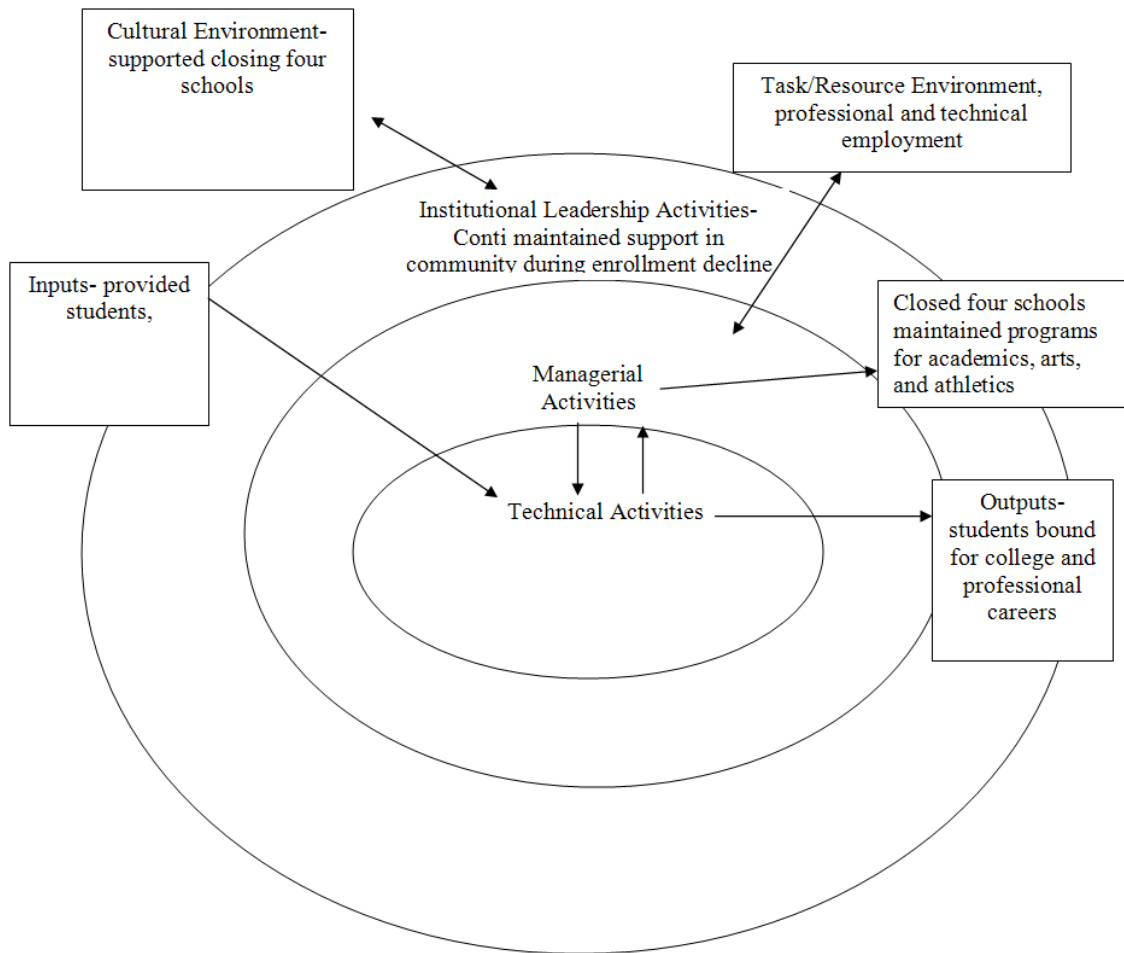 Cultural Environment-
supported closing four
schools
Task/Resource Environment,
professional and technical
employment
Institutional Leadership Activities-
Conti maintained support in
community during enrollment decline
Inputs- provided
students,
Closed four schools
maintained programs
for academics, arts,
and athletics
Managerial
Activities
Technical Activities
Outputs-
students bound
for college and
professional
careers